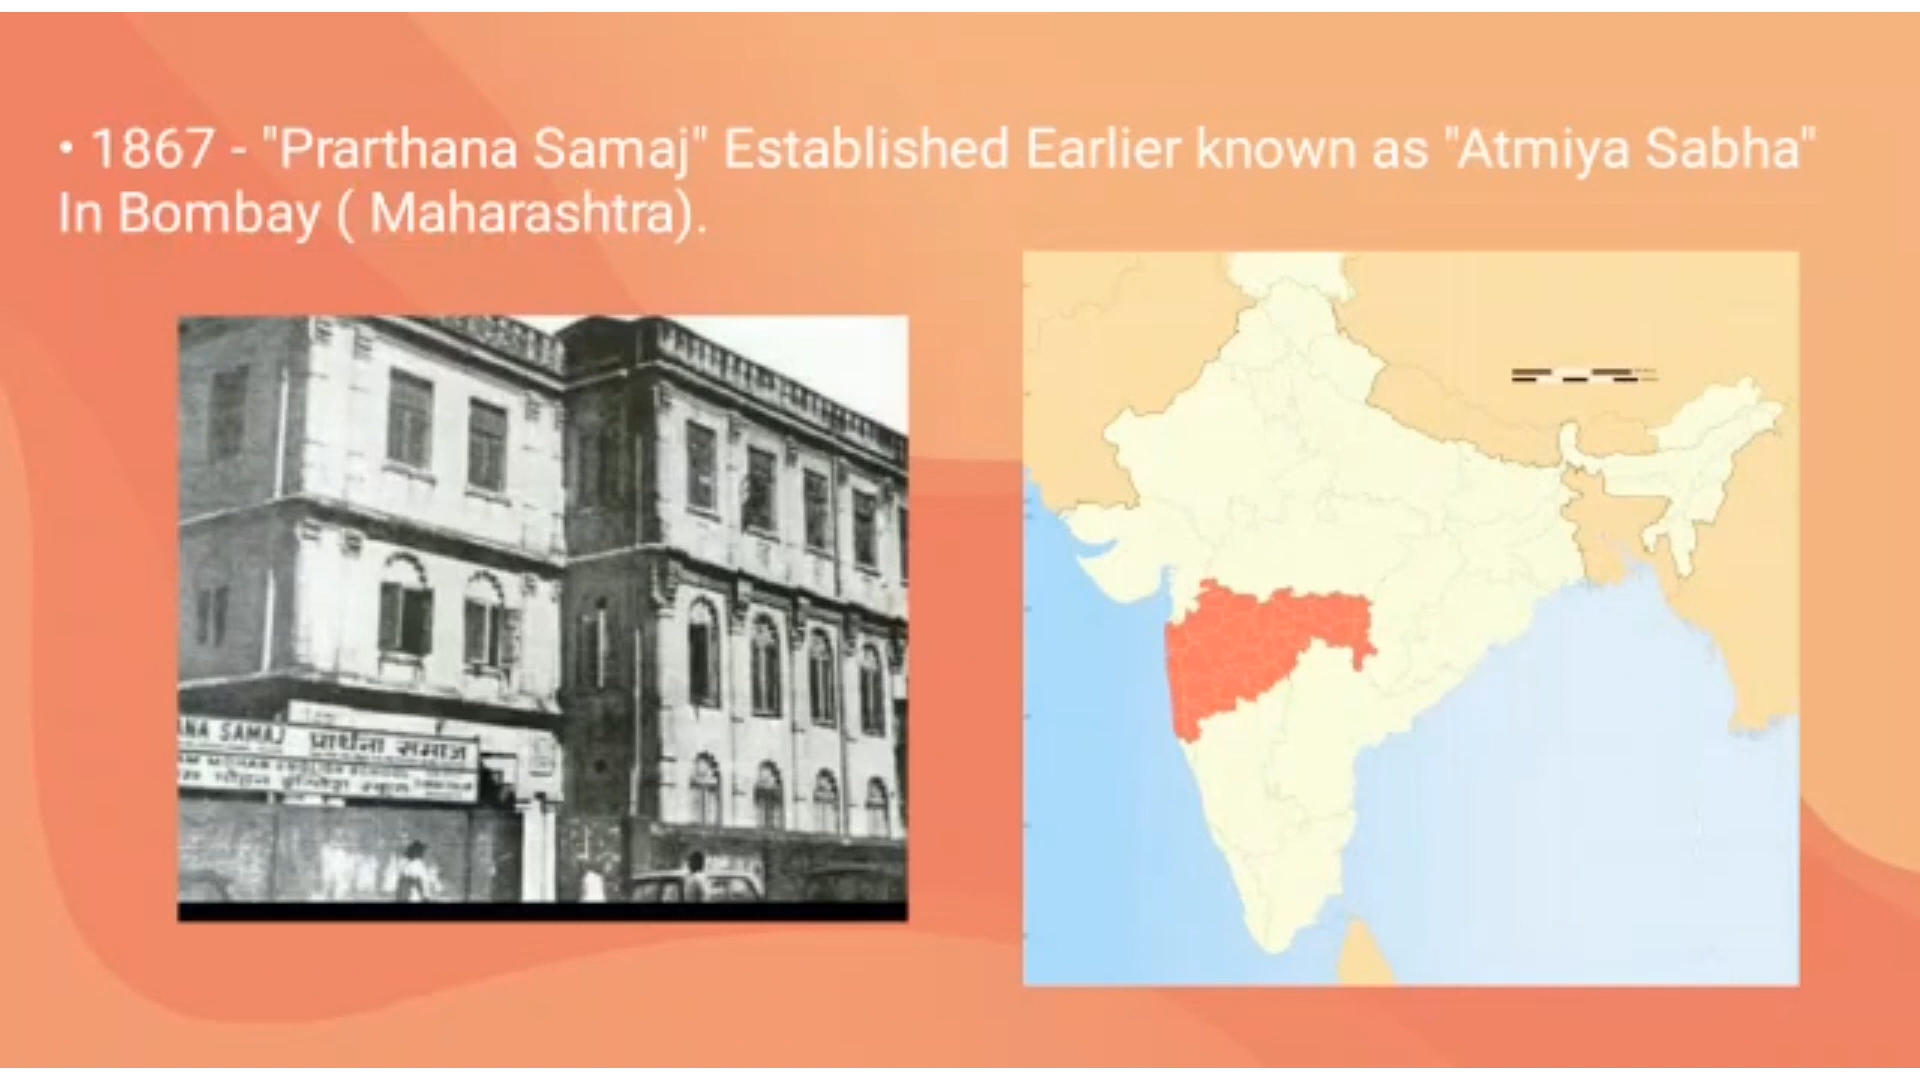 • 1867 - "Prarthana Samaj" Established Earlier known as "Atmiya Sabha"
In Bombay ( Maharashtra).
NA SAMAJ
प्रार्थना समाज